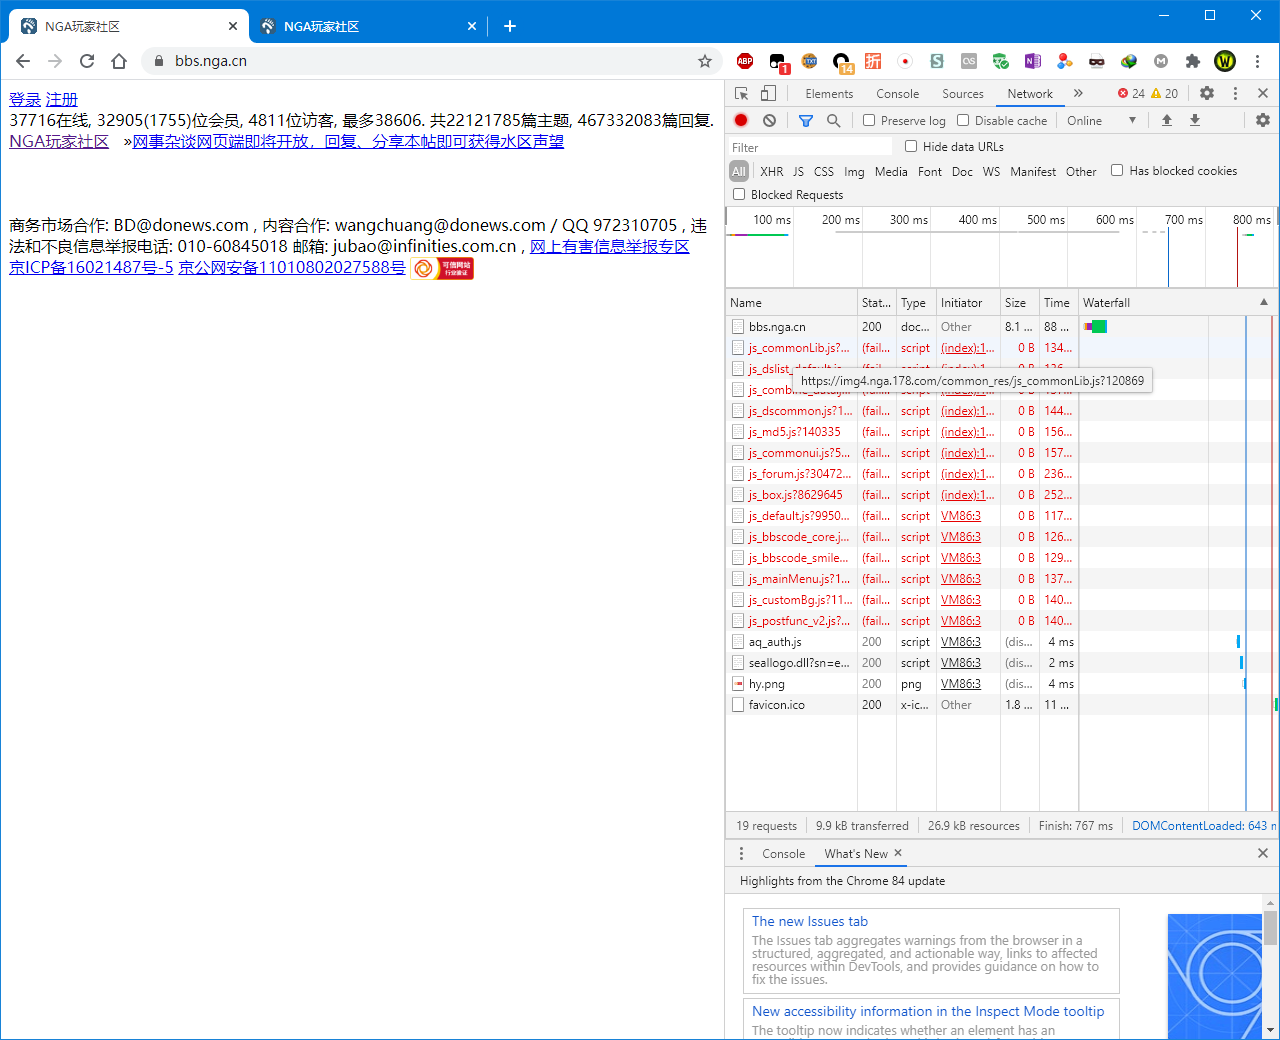 NGA玩家社区
NGA玩家社区
bbs.nga.cn
ABP
1
TXT
14
折
S
OS
N
M
W
登录 注册
37716在线, 32905(1755)位会员, 4811位访客, 最多38606. 共22121785篇主题, 467332083篇回复.
NGA玩家社区 »网事杂谈网页端即将开放，回复、分享本帖即可获得水区声望
商务市场合作: BD@donews.com , 内容合作: wangchuang@donews.com / QQ 972310705 , 违
法和不良信息举报电话: 010-60845018 邮箱: jubao@infinities.com.cn , 网上有害信息举报专区
京ICP备16021487号-5 京公网安备11010802027588号 可信网站
行业验证
Elements Console Sources Network » 24 20
Preserve log Disable cache Online
Filter Hide data URLs
All XHR JS CSS Img Media Font Doc WS Manifest Other Has blocked cookies
Blocked Requests
100 ms 200 ms 300 ms 400 ms 500 ms 600 ms 700 ms 800 ms
Name Stat... Type Initiator Size Time Waterfall
bbs.nga.cn 200 doc... Other 8.1 ... 88 ...
js_commonLib.js?... (fail... script (index):1... 0 B 134...
js_dslist_default.js
https://img4.nga.178.com/common_res/js_commonLib.js?120869
js_dscommon.js?1... (fail... script (index):1... 0 B 144...
js_md5.js?140335 (fail... script (index):1... 0 B 156...
js_commonui.js?5... (fail... script (index):1... 0 B 157...
js_forum.js?30472... (fail... script (index):1... 0 B 236...
js_box.js?8629645 (fail... script (index):1... 0 B 252...
js_default.js?9950... (fail... script VM86:3 0 B 117...
js_bbscode_core.j... (fail... script VM86:3 0 B 126...
js_bbscode_smile... (fail... script VM86:3 0 B 129...
js_mainMenu.js?1... (fail... script VM86:3 0 B 137...
js_customBg.js?11... (fail... script VM86:3 0 B 140...
js_postfunc_v2.js?... (fail... script VM86:3 0 B 140...
aq_auth.js 200 script VM86:3 (dis... 4 ms
seallogo.dll?sn=e... 200 script VM86:3 (dis... 2 ms
hy.png 200 png VM86:3 (dis... 4 ms
favicon.ico 200 x-ic... Other 1.8 ... 11 ...
19 requests 9.9 kB transferred 26.9 kB resources Finish: 767 ms DOMContentLoaded: 643 m
Console What's New
Highlights from the Chrome 84 update
The new Issues tab
The Issues tab aggregates warnings from the browser in a
structured, aggregated, and actionable way, links to affected
resources within DevTools, and provides guidance on how to
fix the issues.
New accessibility information in the Inspect Mode tooltip
The tooltip now indicates whether an element has an